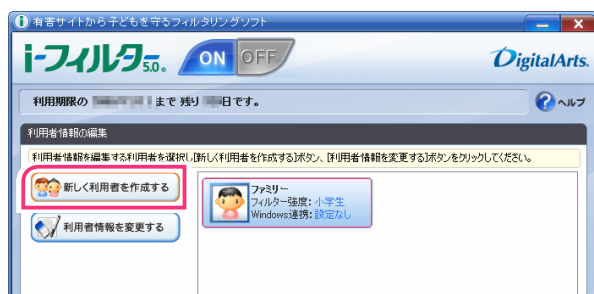 有害サイトから子どもを守るフィルタリングソフト
i-フィルター5.0.
ON OFF
DigitalArts.
利用期限の まで 残り 日です。
ヘルプ
利用者情報の編集
利用者情報を編集する利用者を選択し、[新しく利用者を作成する]ボタン、[利用者情報を変更する]ボタンをクリックしてください。
新しく利用者を作成する
利用者情報を変更する
ファミリー
フィルター強度：小学生
Windows連携：設定なし